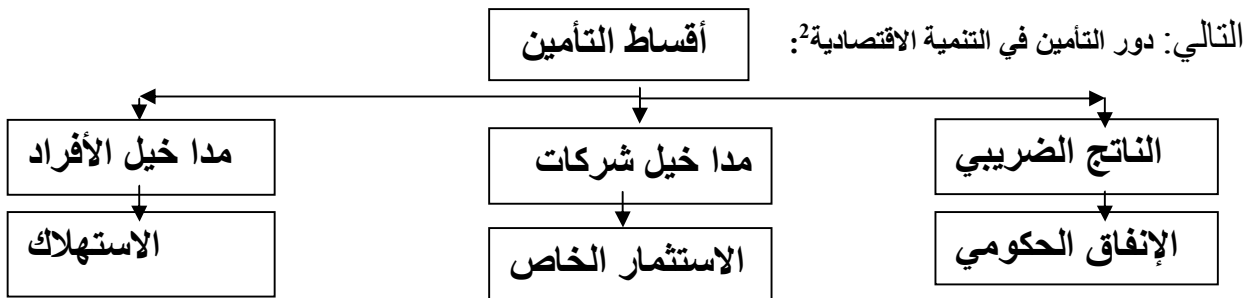 التالي: دور التأمين في التنمية الاقتصادية²:
أقساط التأمين
الناتج الضريبي
مدا خيل شركات
مدا خيل الأفراد
الإنفاق الحكومي
الاستثمار الخاص
الاستهلاك